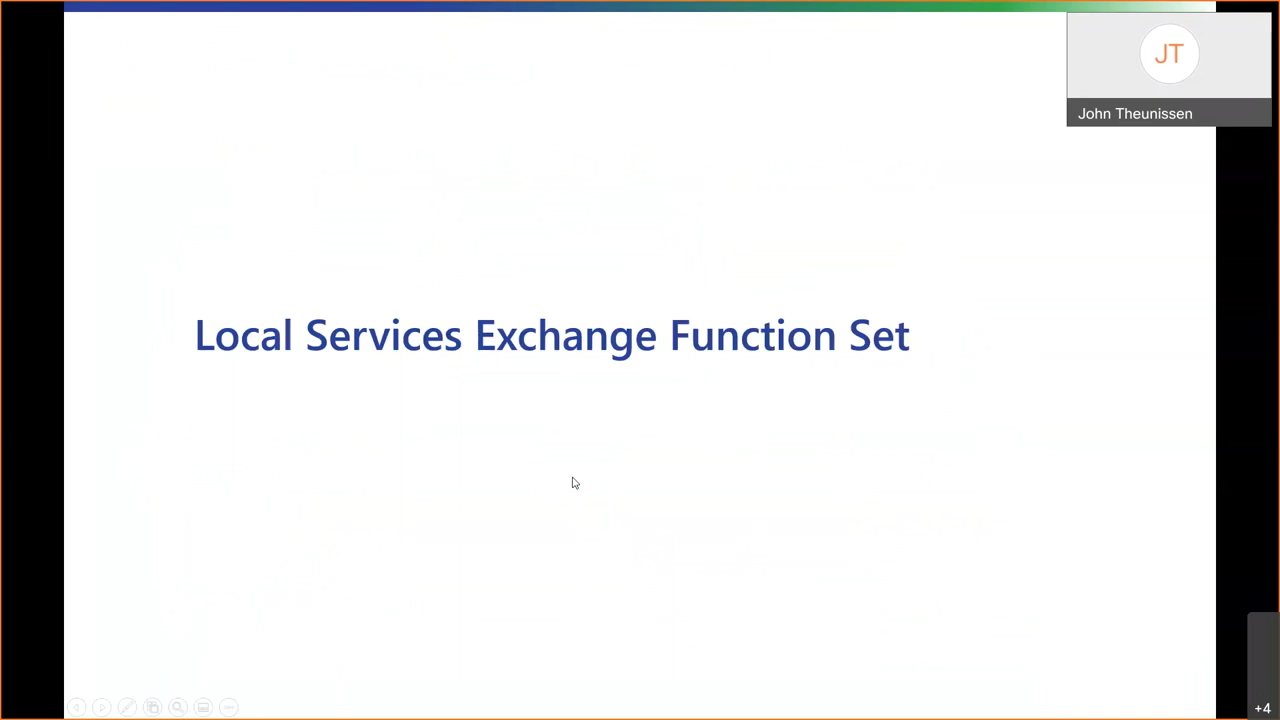 JT
John Theunissen
Local Services Exchange Function Set
+4